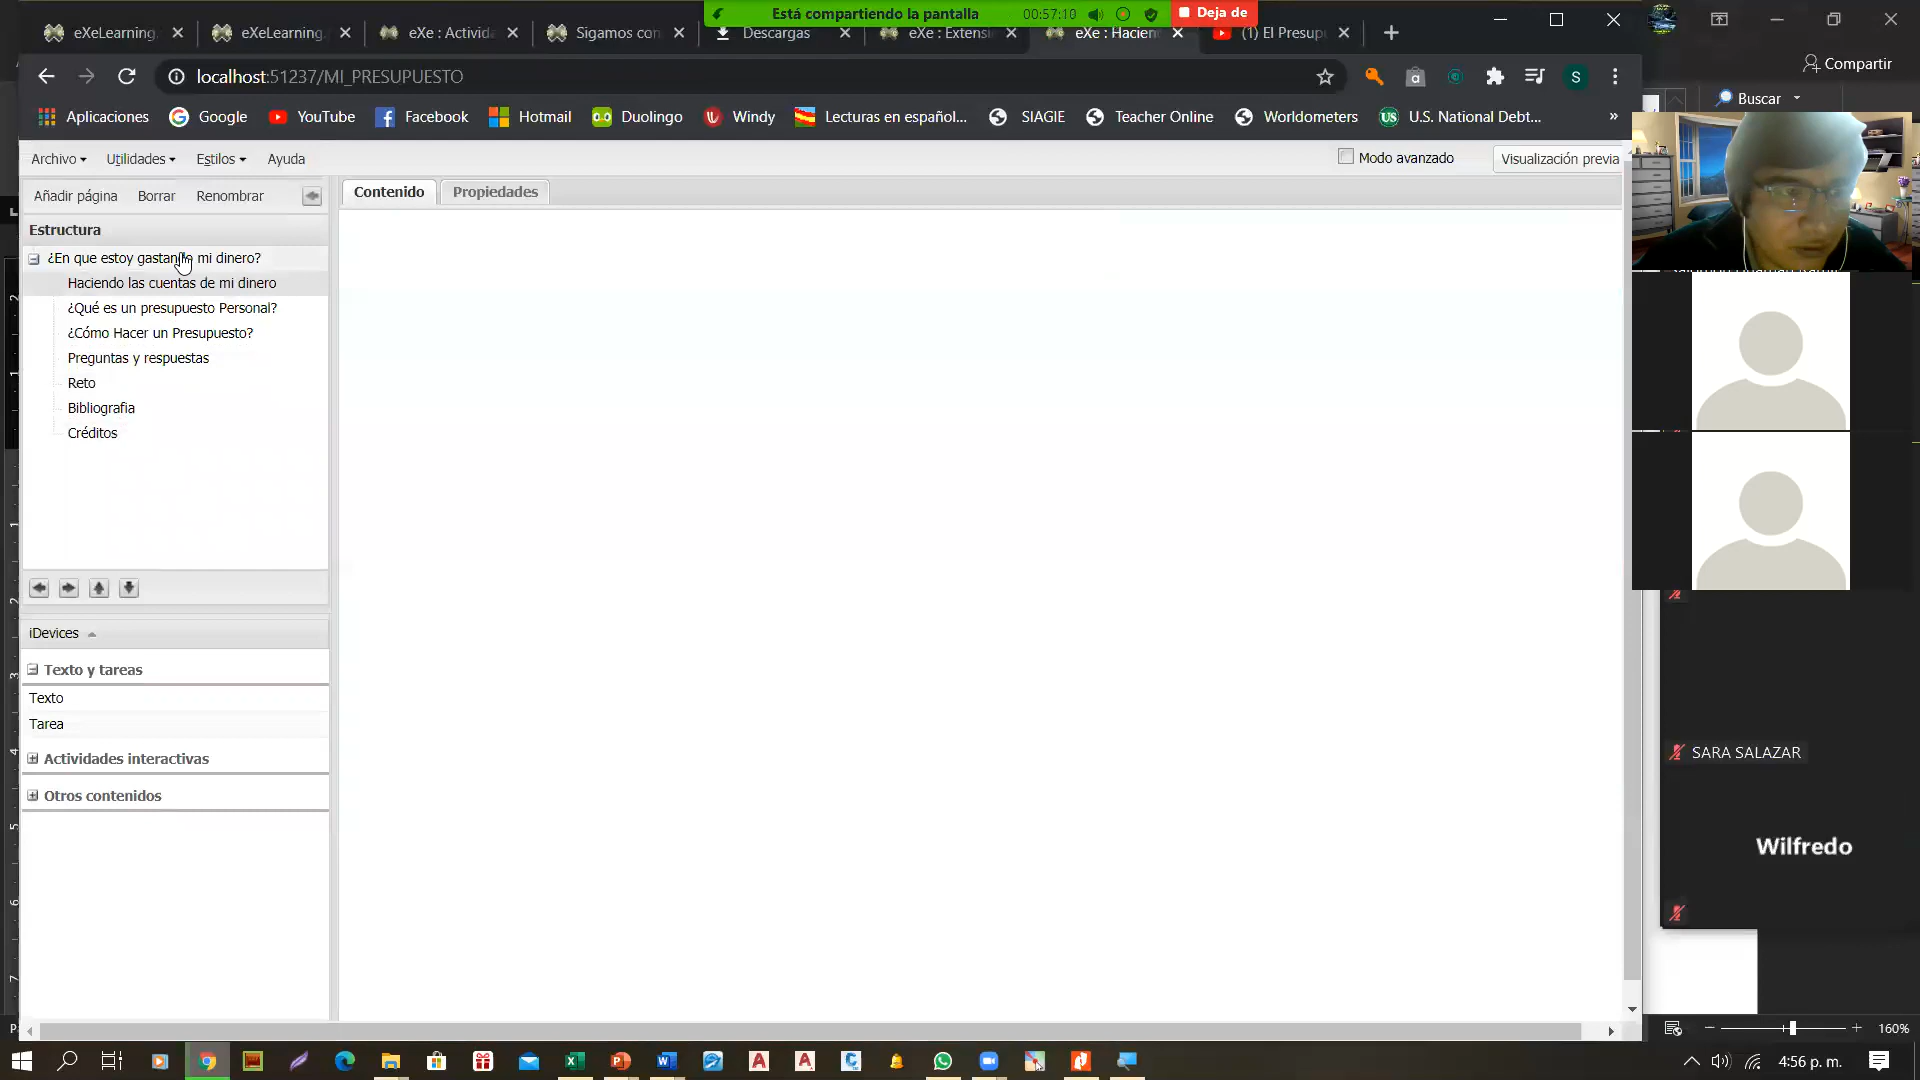 Está compartiendo la pantalla 00:57:10 Deja de
eXeLearning. eXeLearning. eXe : Activida Sigamos con Descargas eXe : Extensi eXe : Hacien (1) El Presup
localhost:51237/MI_PRESUPUESTO S
Compartir
Aplicaciones Google YouTube Facebook Hotmail Duolingo Windy Lecturas en español... SIAGIE Teacher Online Worldometers U.S. National Debt... »
Buscar
Archivo Utilidades Estilos Ayuda Modo avanzado Visualización previa
Añadir página Borrar Renombrar Contenido Propiedades
Estructura
¿En que estoy gastando mi dinero?
Haciendo las cuentas de mi dinero
¿Qué es un presupuesto Personal?
¿Cómo Hacer un Presupuesto?
Preguntas y respuestas
Reto
Bibliografia
Créditos
iDevices
Texto y tareas
Texto
Tarea
Actividades interactivas
Otros contenidos
SARA SALAZAR
Wilfredo
160%
4:56 p. m.